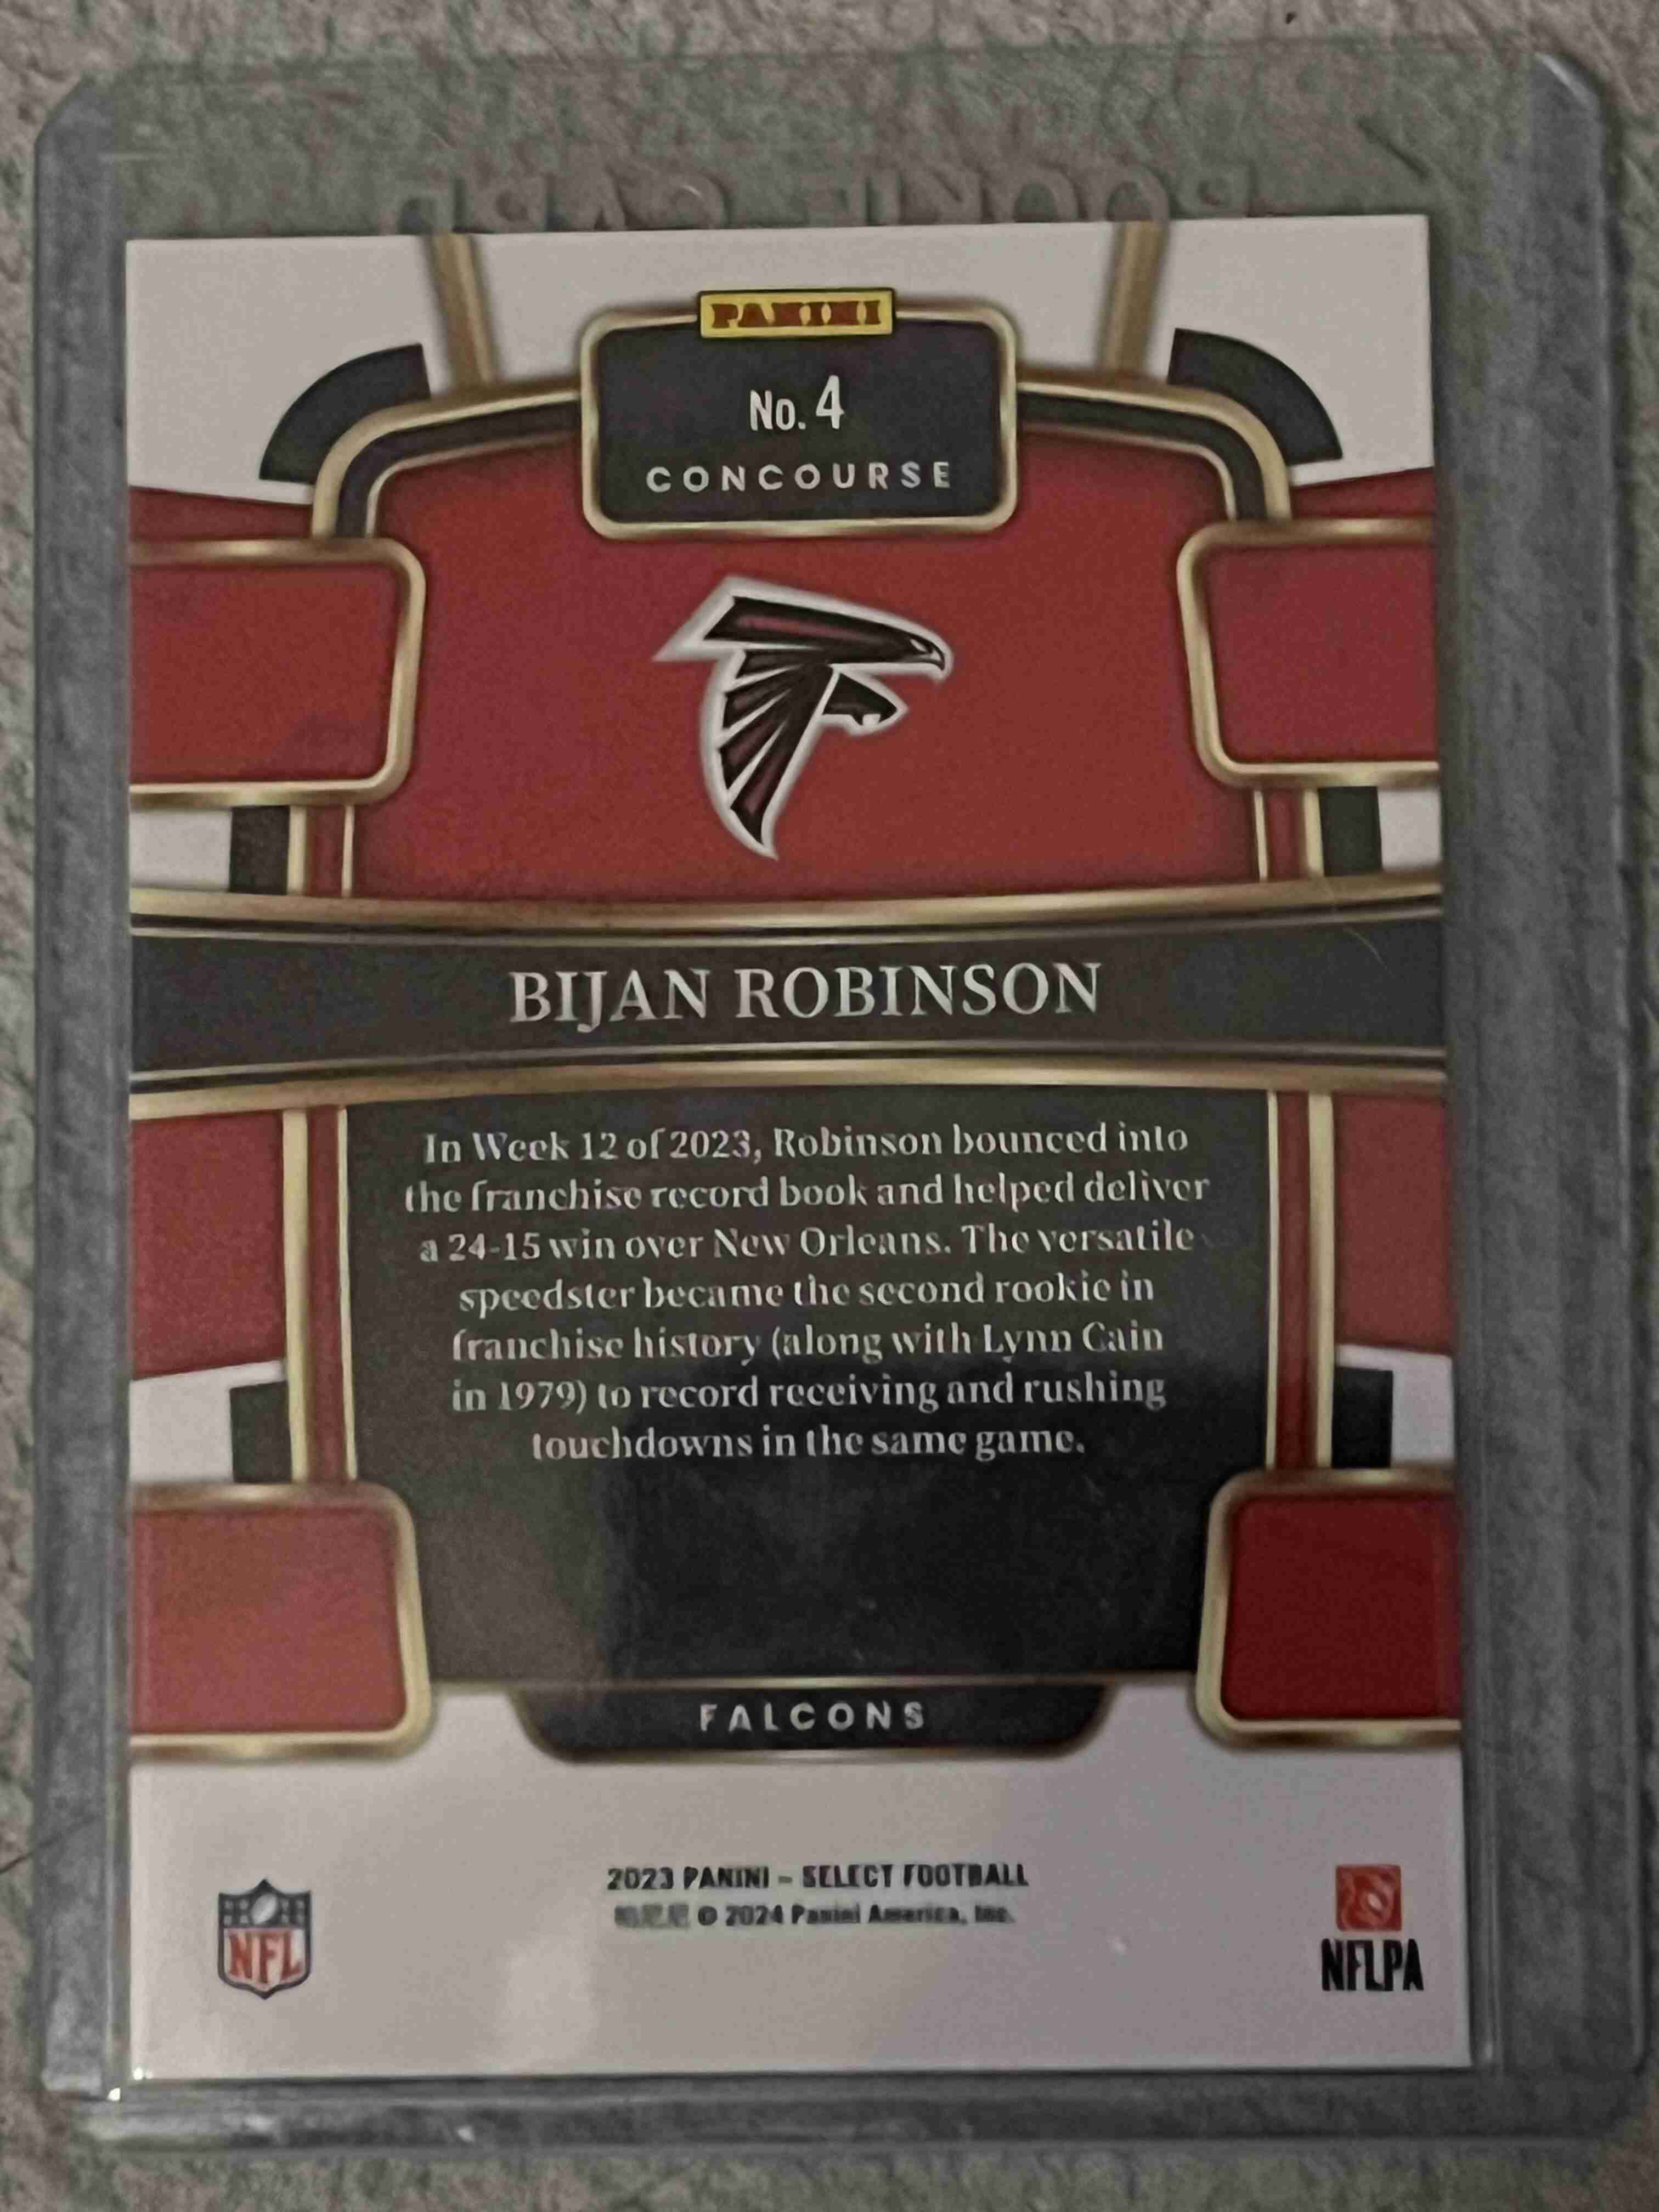 ROOKIE CARD
PANINI
No. 4
CONCOURSE
BIJAN ROBINSON
In Week 12 of 2023, Robinson bounced into
the franchise record book and helped deliver
a 24-15 win over New Orleans. The versatile
speedster became the second rookie in
franchise history (along with Lynn Cain
in 1979) to record receiving and rushing
touchdowns in the same game.
FALCONS
2023 PANINI – SELECT FOOTBALL
© 2024 Panini America, Inc.
NFL
NFLPA